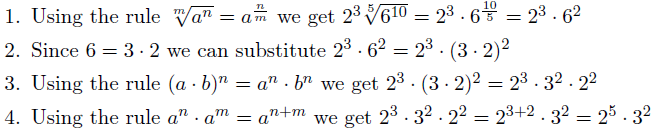 1. Using the rule $\sqrt[m]{a^n} = a^{\frac{n}{m}}$ we get $2^3 \sqrt[5]{6^{10}} = 2^3 \cdot 6^{\frac{10}{5}} = 2^3 \cdot 6^2$
2. Since $6 = 3 \cdot 2$ we can substitute $2^3 \cdot 6^2 = 2^3 \cdot (3 \cdot 2)^2$
3. Using the rule $(a \cdot b)^n = a^n \cdot b^n$ we get $2^3 \cdot (3 \cdot 2)^2 = 2^3 \cdot 3^2 \cdot 2^2$
4. Using the rule $a^n \cdot a^m = a^{n+m}$ we get $2^3 \cdot 3^2 \cdot 2^2 = 2^{3+2} \cdot 3^2 = 2^5 \cdot 3^2$